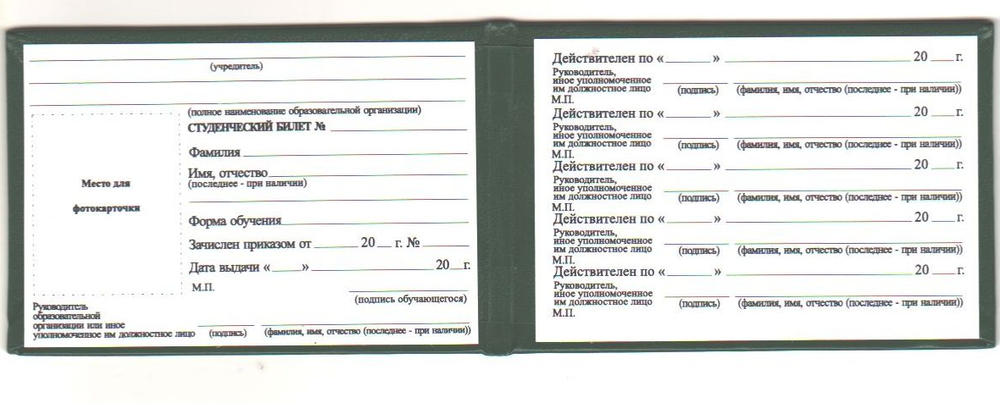 (учредитель)
(полное наименование образовательной организации)
СТУДЕНЧЕСКИЙ БИЛЕТ №
Фамилия
Имя, отчество
(последнее - при наличии)
Место для
фотокарточки
Форма обучения
Зачислен приказом от 20 г. №
Дата выдачи « » 20 г.
М.П.
(подпись обучающегося)
Руководитель
образовательной
организации или иное
уполномоченное им должностное лицо (подпись) (фамилия, имя, отчество (последнее - при наличии))
Действителен по « » 20 г.
Руководитель,
иное уполномоченное
им должностное лицо (подпись) (фамилия, имя, отчество (последнее - при наличии))
М.П.
Действителен по « » 20 г.
Руководитель,
иное уполномоченное
им должностное лицо (подпись) (фамилия, имя, отчество (последнее - при наличии))
М.П.
Действителен по « » 20 г.
Руководитель,
иное уполномоченное
им должностное лицо (подпись) (фамилия, имя, отчество (последнее - при наличии))
М.П.
Действителен по « » 20 г.
Руководитель,
иное уполномоченное
им должностное лицо (подпись) (фамилия, имя, отчество (последнее - при наличии))
М.П.
Действителен по « » 20 г.
Руководитель,
иное уполномоченное
им должностное лицо (подпись) (фамилия, имя, отчество (последнее - при наличии))
М.П.